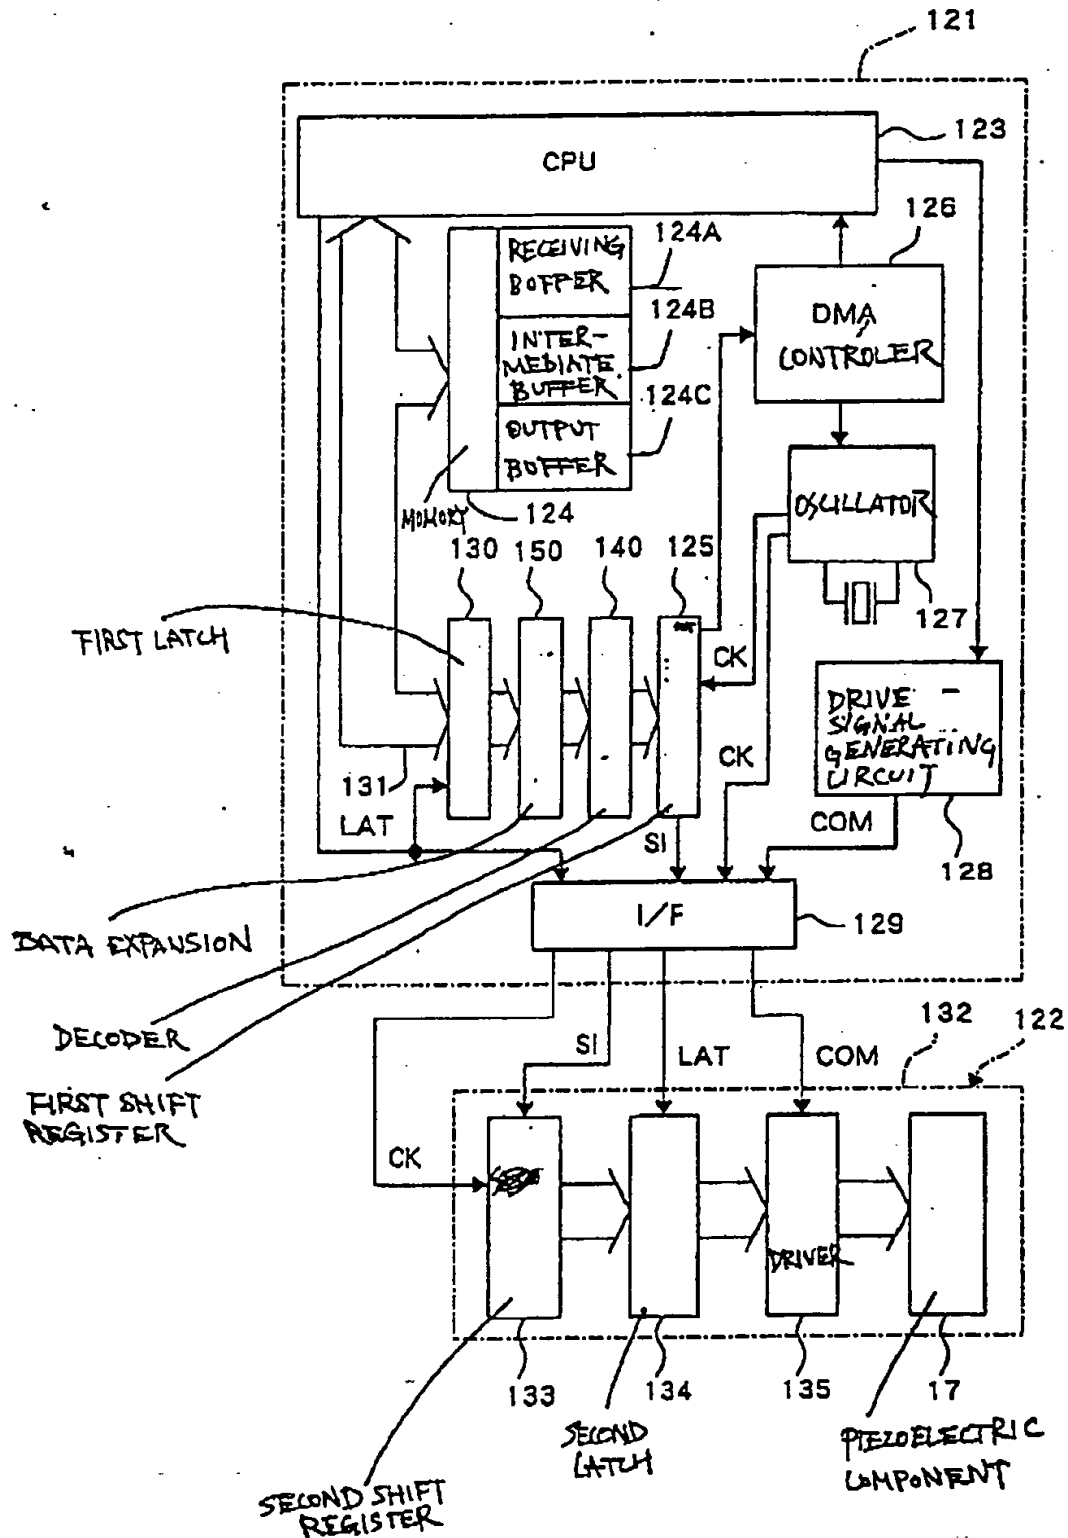 121
CPU
123
126
RECEIVING
BOFFER
124A
INTER-
MEDIATE
BUFFER
124B
OUTPUT
BOFFER
124C
MOMORY
124
DMA
CONTROLER
OSCILLATOR
127
130
150
140
125
FIRST LATCH
CK
CK
131
LAT
SI
COM
DRIVE -
SIGNAL
GENERATING
CIRCUIT
128
I/F
129
DATA EXPANSION
DECODER
FIRST SHIFT
REGISTER
SI
LAT
COM
132
122
CK
DRIVER
133
134
135
17
SECOND SHIFT
REGISTER
SECOND
LATCH
PIEZOELECTRIC
COMPONENT